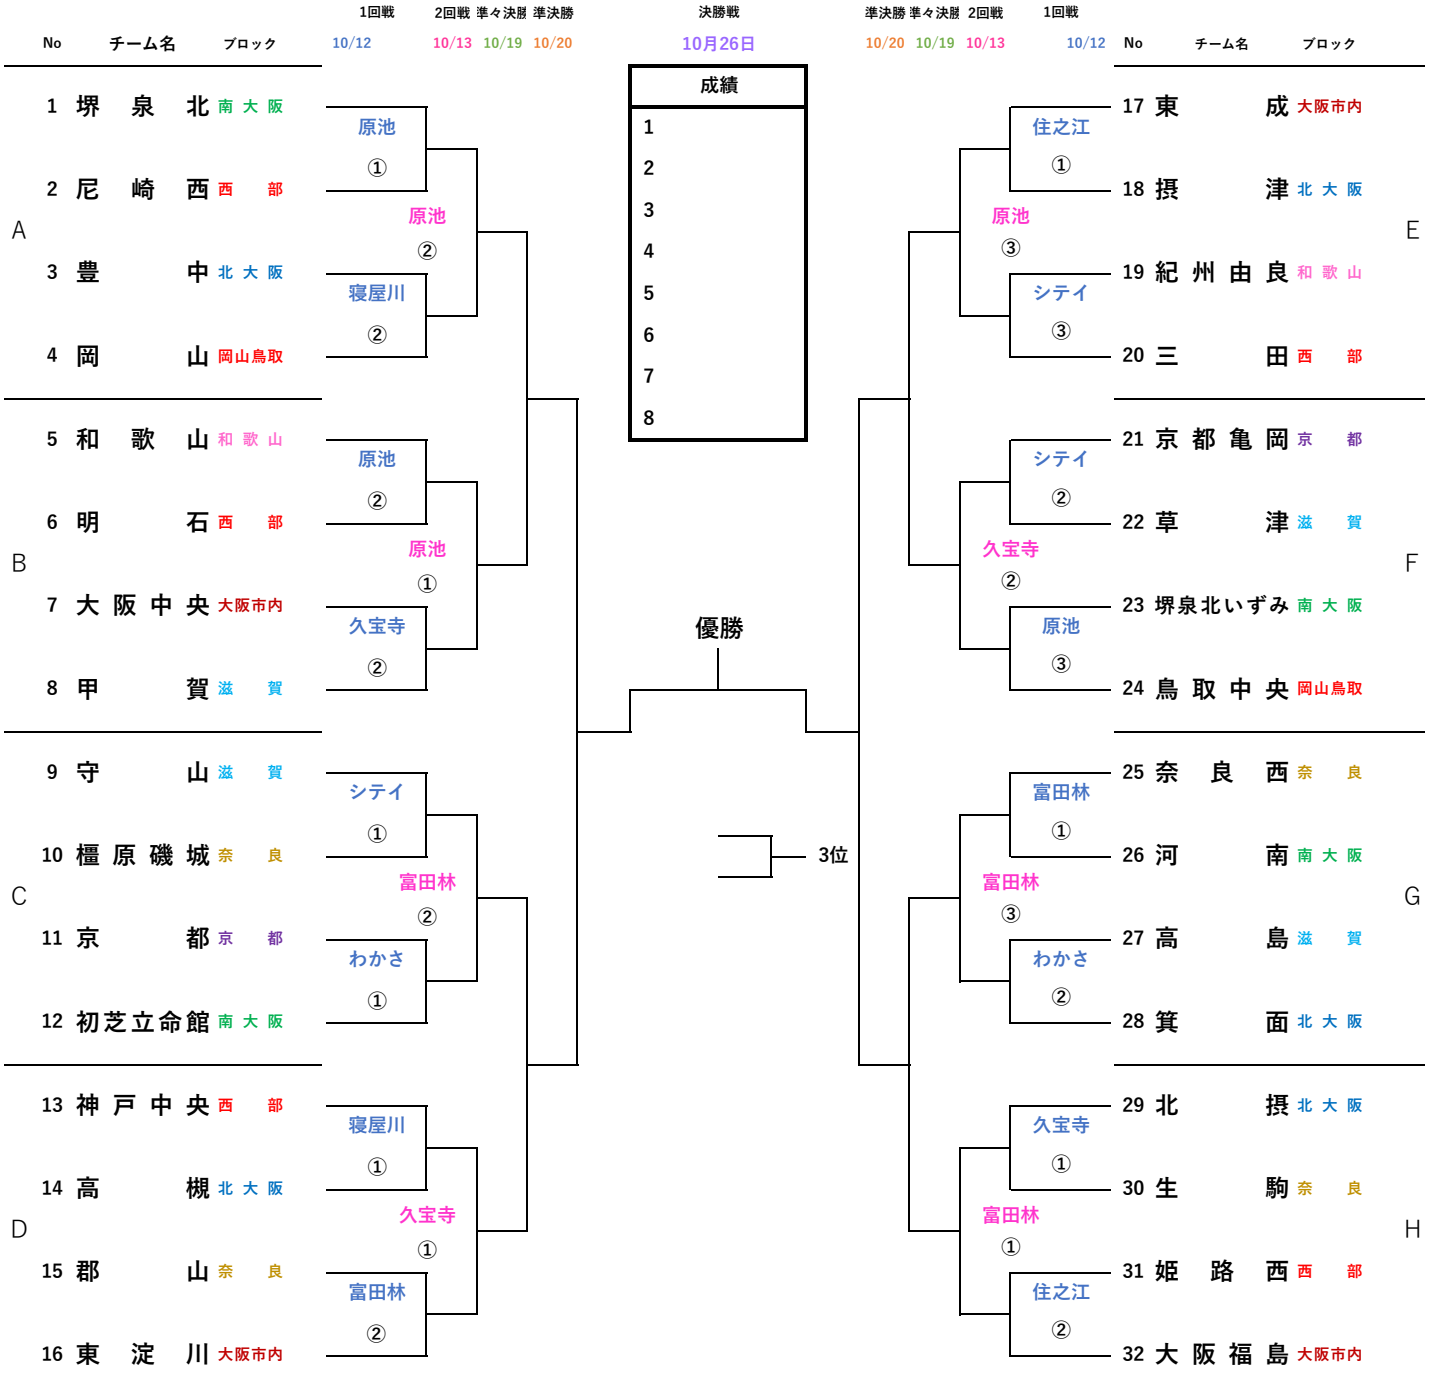 1回戦 2回戦 準々決勝 準決勝 決勝戦 準決勝 準々決勝 2回戦 1回戦
No チーム名 ブロック 10/12 10/13 10/19 10/20 10月26日 10/20 10/19 10/13 10/12 No チーム名 ブロック
成績
1
2
3
4
5
6
7
8
優勝
3位
A
1 堺泉北 南大阪
原池
①
2 尼崎西 西部
原池
②
3 豊中 北大阪
寝屋川
②
4 岡山 岡山鳥取
B
5 和歌山 和歌山
原池
②
6 明石 西部
原池
①
7 大阪中央 大阪市内
久宝寺
②
8 甲賀 滋賀
C
9 守山 滋賀
シテイ
①
10 橿原磯城 奈良
富田林
②
11 京都 京都
わかさ
①
12 初芝立命館 南大阪
D
13 神戸中央 西部
寝屋川
①
14 高槻 北大阪
久宝寺
①
15 郡山 奈良
富田林
②
16 東淀川 大阪市内
E
17 東成 大阪市内
住之江
①
18 摂津 北大阪
原池
③
19 紀州由良 和歌山
シテイ
③
20 三田 西部
F
21 京都亀岡 京都
シテイ
②
22 草津 滋賀
久宝寺
②
23 堺泉北いずみ 南大阪
原池
③
24 鳥取中央 岡山鳥取
G
25 奈良西 奈良
富田林
①
26 河南 南大阪
富田林
③
27 高島 滋賀
わかさ
②
28 箕面 北大阪
H
29 北摂 北大阪
久宝寺
①
30 生駒 奈良
富田林
①
31 姫路西 西部
住之江
②
32 大阪福島 大阪市内